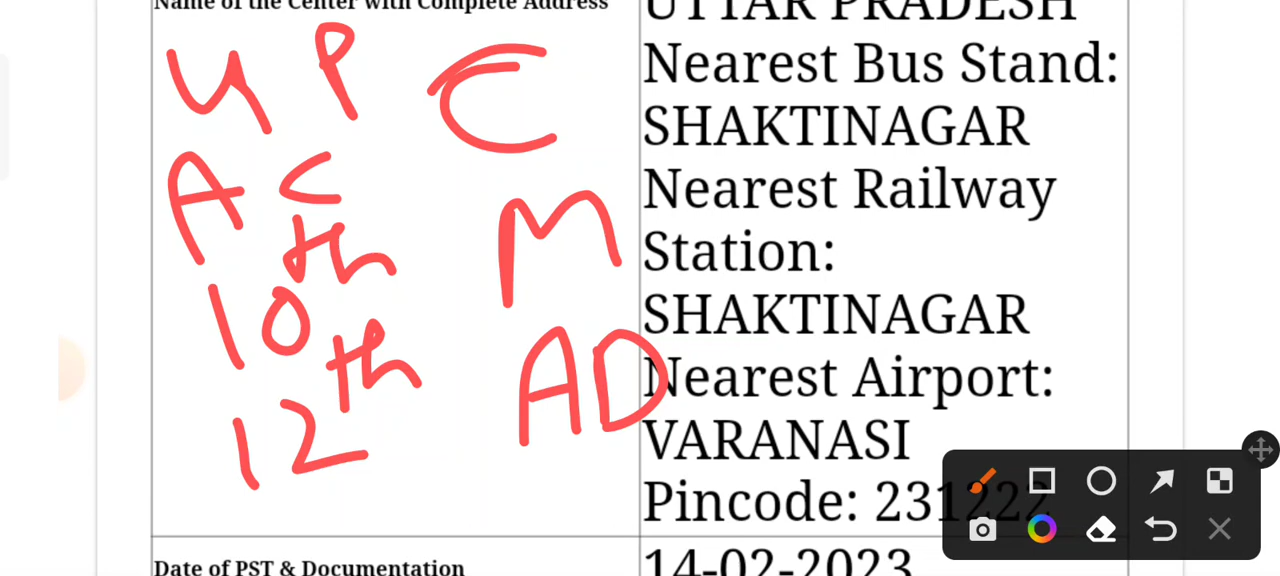 Name of the Center with Complete Address
UTTAR PRADESH
Nearest Bus Stand:
SHAKTINAGAR
Nearest Railway
Station:
SHAKTINAGAR
Nearest Airport:
VARANASI
Pincode: 231222
U P C
A C M
10th
12th
AD
Date of PST & Documentation
14-02-2023